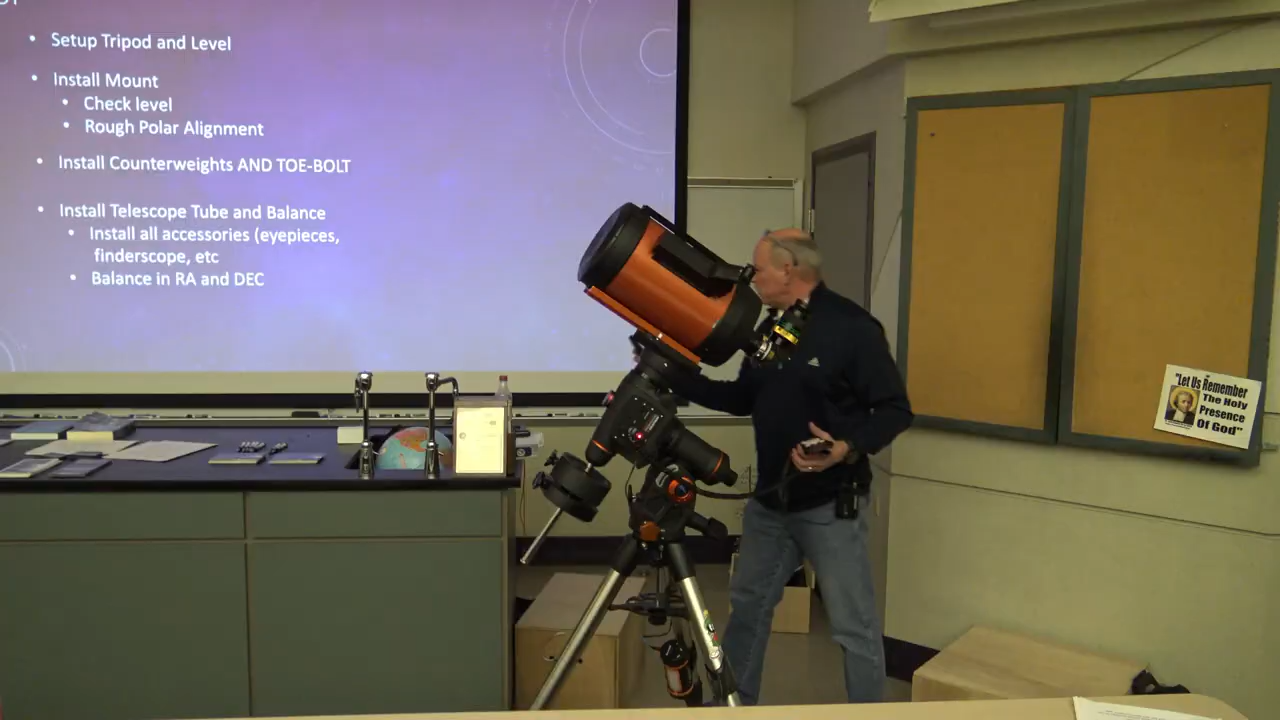 • Setup Tripod and Level
• Install Mount
• Check level
• Rough Polar Alignment
• Install Counterweights AND TOE-BOLT
• Install Telescope Tube and Balance
• Install all accessories (eyepieces,
finderscope, etc
• Balance in RA and DEC
"Let Us Remember
The Holy
Presence
Of God"